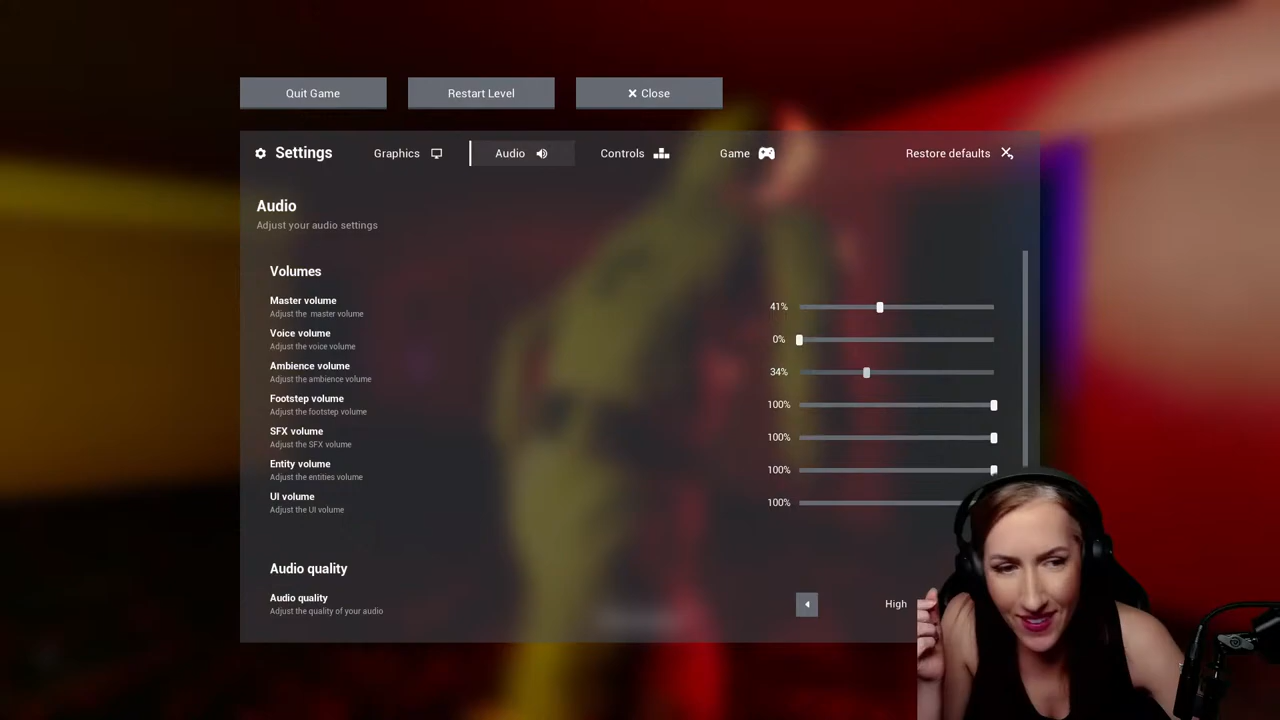 Quit Game
Restart Level
Close
Settings
Graphics
Audio
Controls
Game
Restore defaults
Audio
Adjust your audio settings
Volumes
Master volume
Adjust the master volume
41%
Voice volume
Adjust the voice volume
0%
Ambience volume
Adjust the ambience volume
34%
Footstep volume
Adjust the footstep volume
100%
SFX volume
Adjust the SFX volume
100%
Entity volume
Adjust the entities volume
100%
UI volume
Adjust the UI volume
100%
Audio quality
Audio quality
Adjust the quality of your audio
High